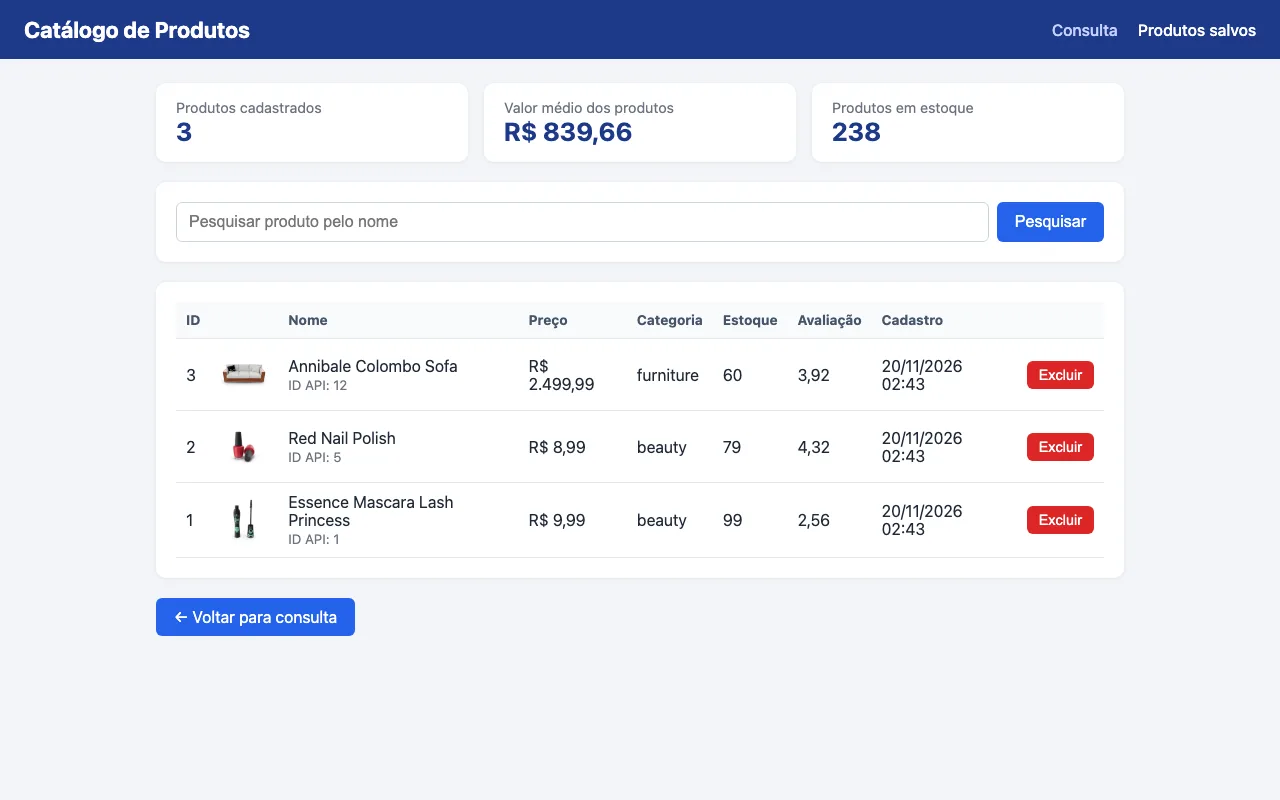 Catálogo de Produtos
Consulta
Produtos salvos
Produtos cadastrados
3
Valor médio dos produtos
R$ 839,66
Produtos em estoque
238
Pesquisar produto pelo nome
Pesquisar
ID Nome Preço Categoria Estoque Avaliação Cadastro
3
Annibale Colombo Sofa
ID API: 12
R$
2.499,99
furniture
60
3,92
20/11/2026
02:43
Excluir
2
Red Nail Polish
ID API: 5
R$ 8,99
beauty
79
4,32
20/11/2026
02:43
Excluir
1
Essence Mascara Lash
Princess
ID API: 1
R$ 9,99
beauty
99
2,56
20/11/2026
02:43
Excluir
← Voltar para consulta